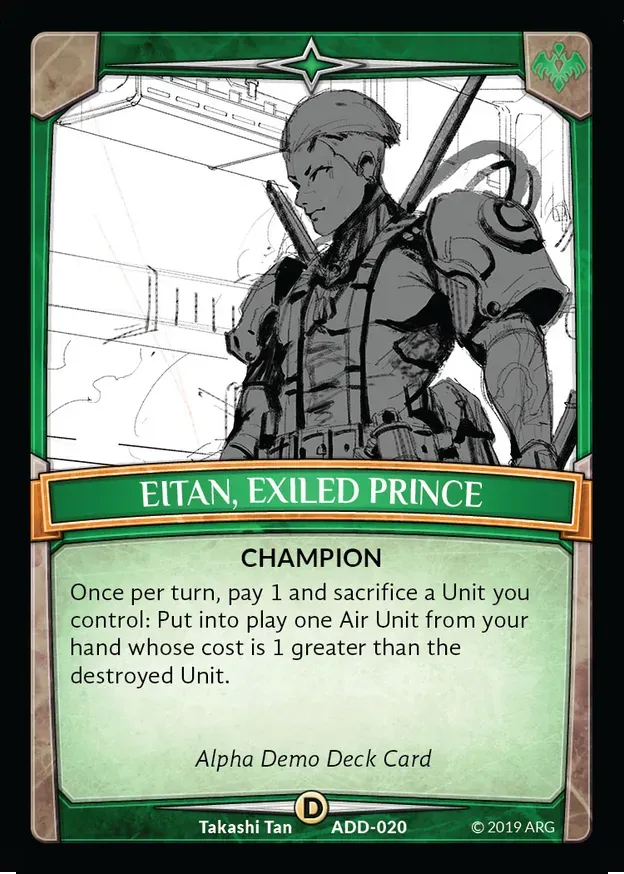 EITAN, EXILED PRINCE
CHAMPION
Once per turn, pay 1 and sacrifice a Unit you
control: Put into play one Air Unit from your
hand whose cost is 1 greater than the
destroyed Unit.
Alpha Demo Deck Card
D
Takashi Tan ADD-020 © 2019 ARG